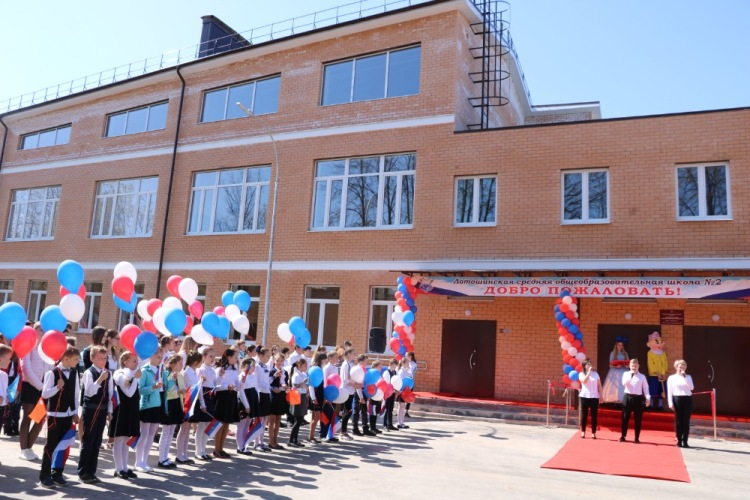 Лотошинская средняя общеобразовательная школа №2
ДОБРО ПОЖАЛОВАТЬ!